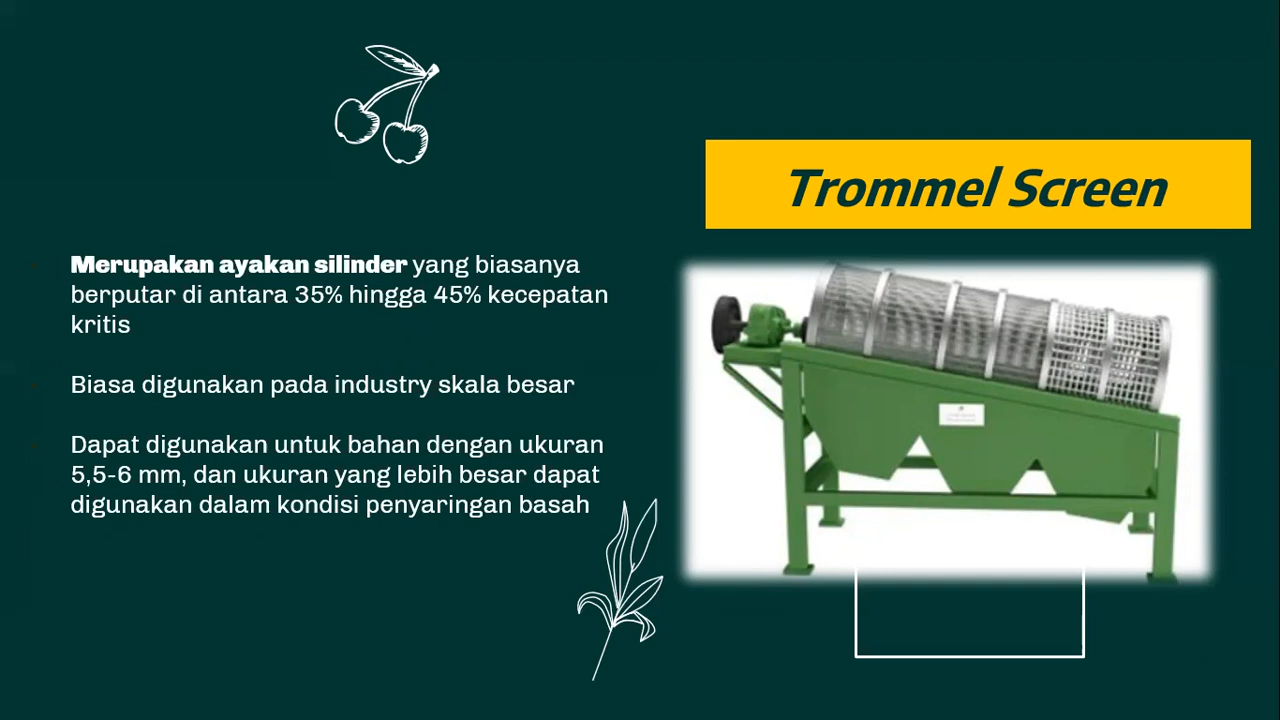 Trommel Screen
Merupakan ayakan silinder yang biasanya
berputar di antara 35% hingga 45% kecepatan
kritis
Biasa digunakan pada industry skala besar
Dapat digunakan untuk bahan dengan ukuran
5,5-6 mm, dan ukuran yang lebih besar dapat
digunakan dalam kondisi penyaringan basah